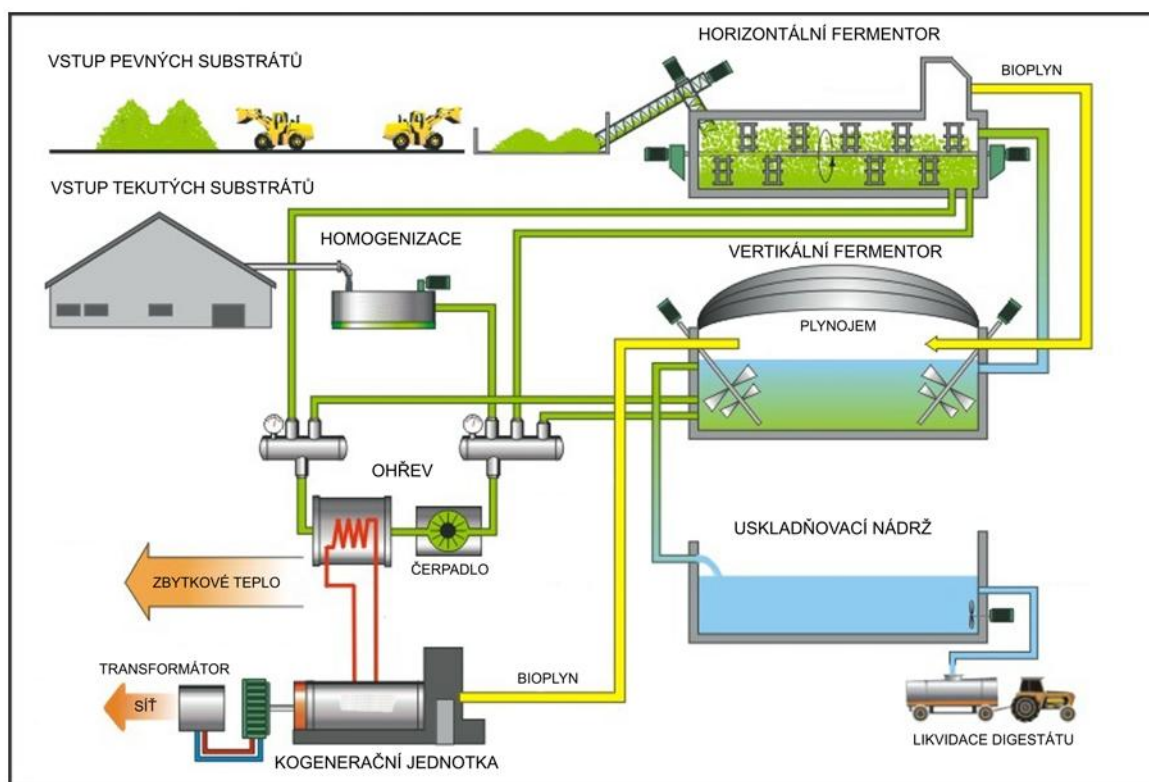 HORIZONTÁLNÍ FERMENTOR
VSTUP PEVNÝCH SUBSTRÁTŮ
BIOPLYN
VSTUP TEKUTÝCH SUBSTRÁTŮ
HOMOGENIZACE
VERTIKÁLNÍ FERMENTOR
PLYNOJEM
OHŘEV
USKLADŇOVACÍ NÁDRŽ
ČERPADLO
ZBYTKOVÉ TEPLO
TRANSFORMÁTOR
BIOPLYN
SÍŤ
LIKVIDACE DIGESTÁTU
KOGENERAČNÍ JEDNOTKA